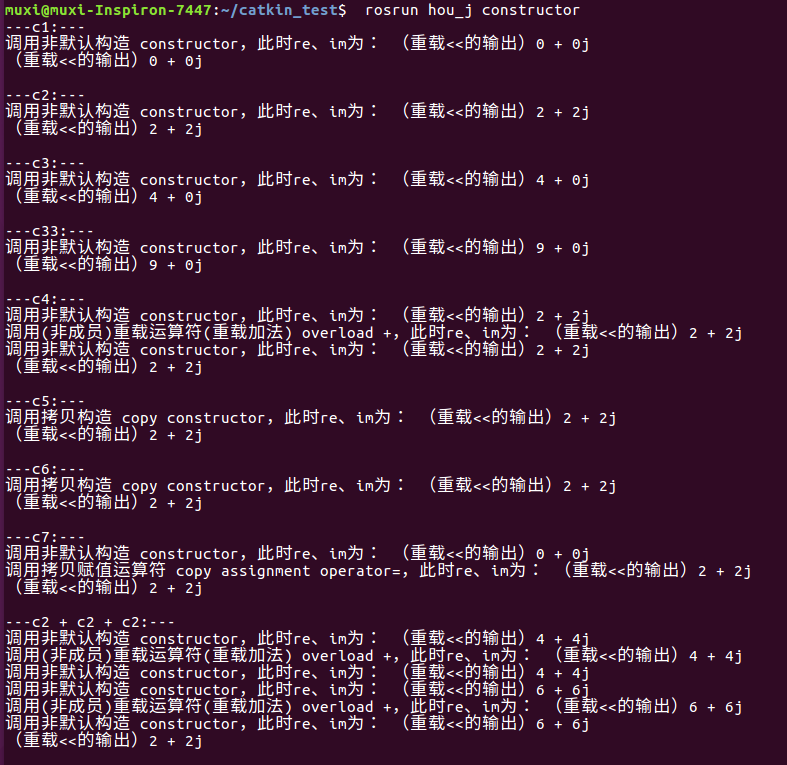 muxi@muxi-Inspiron-7447:~/catkin_test$  rosrun hou_j constructor
---c1:---
调用非默认构造 constructor，此时re、im为： （重载<<的输出）0 + 0j
（重载<<的输出）0 + 0j
---c2:---
调用非默认构造 constructor，此时re、im为： （重载<<的输出）2 + 2j
（重载<<的输出）2 + 2j
---c3:---
调用非默认构造 constructor，此时re、im为： （重载<<的输出）4 + 0j
（重载<<的输出）4 + 0j
---c33:---
调用非默认构造 constructor，此时re、im为： （重载<<的输出）9 + 0j
（重载<<的输出）9 + 0j
---c4:---
调用非默认构造 constructor，此时re、im为： （重载<<的输出）2 + 2j
调用(非成员)重载运算符(重载加法) overload +，此时re、im为： （重载<<的输出）2 + 2j
调用非默认构造 constructor，此时re、im为： （重载<<的输出）2 + 2j
（重载<<的输出）2 + 2j
---c5:---
调用拷贝构造 copy constructor，此时re、im为： （重载<<的输出）2 + 2j
（重载<<的输出）2 + 2j
---c6:---
调用拷贝构造 copy constructor，此时re、im为： （重载<<的输出）2 + 2j
（重载<<的输出）2 + 2j
---c7:---
调用非默认构造 constructor，此时re、im为： （重载<<的输出）0 + 0j
调用拷贝赋值运算符 copy assignment operator=，此时re、im为： （重载<<的输出）2 + 2j
（重载<<的输出）2 + 2j
---c2 + c2 + c2:---
调用非默认构造 constructor，此时re、im为： （重载<<的输出）4 + 4j
调用(非成员)重载运算符(重载加法) overload +，此时re、im为： （重载<<的输出）4 + 4j
调用非默认构造 constructor，此时re、im为： （重载<<的输出）4 + 4j
调用非默认构造 constructor，此时re、im为： （重载<<的输出）6 + 6j
调用(非成员)重载运算符(重载加法) overload +，此时re、im为： （重载<<的输出）6 + 6j
调用非默认构造 constructor，此时re、im为： （重载<<的输出）6 + 6j
（重载<<的输出）2 + 2j